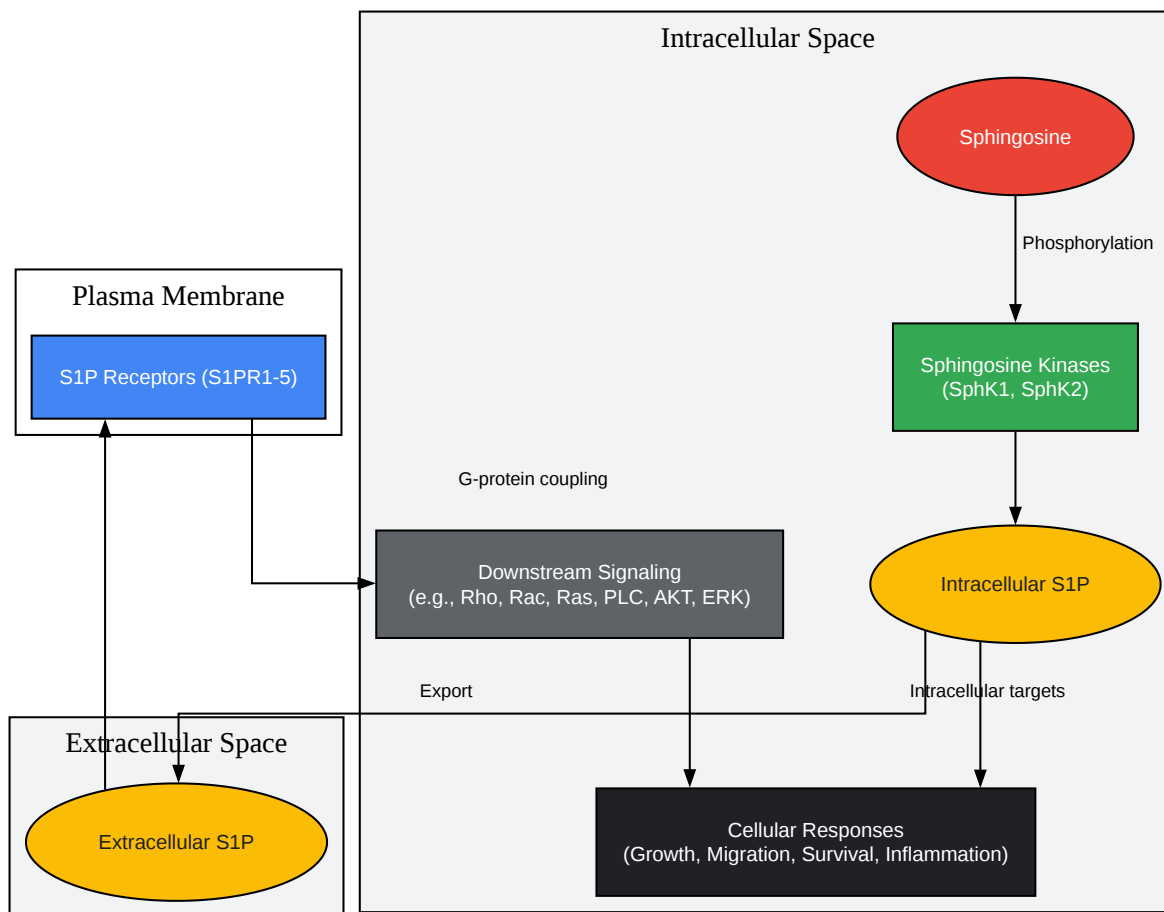 Intracellular Space
Sphingosine
Phosphorylation
Plasma Membrane
S1P Receptors (S1PR1-5)
Sphingosine Kinases
(SphK1, SphK2)
G-protein coupling
Downstream Signaling
(e.g., Rho, Rac, Ras, PLC, AKT, ERK)
Intracellular S1P
Export
Intracellular targets
Extracellular Space
Extracellular S1P
Cellular Responses
(Growth, Migration, Survival, Inflammation)